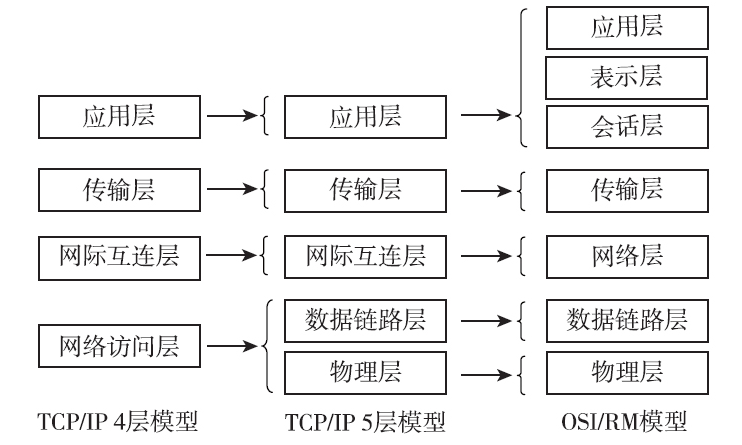 应用层
传输层
网际互连层
网络访问层
TCP/IP 4层模型
应用层
传输层
网际互连层
数据链路层
物理层
TCP/IP 5层模型
应用层
表示层
会话层
传输层
网络层
数据链路层
物理层
OSI/RM模型